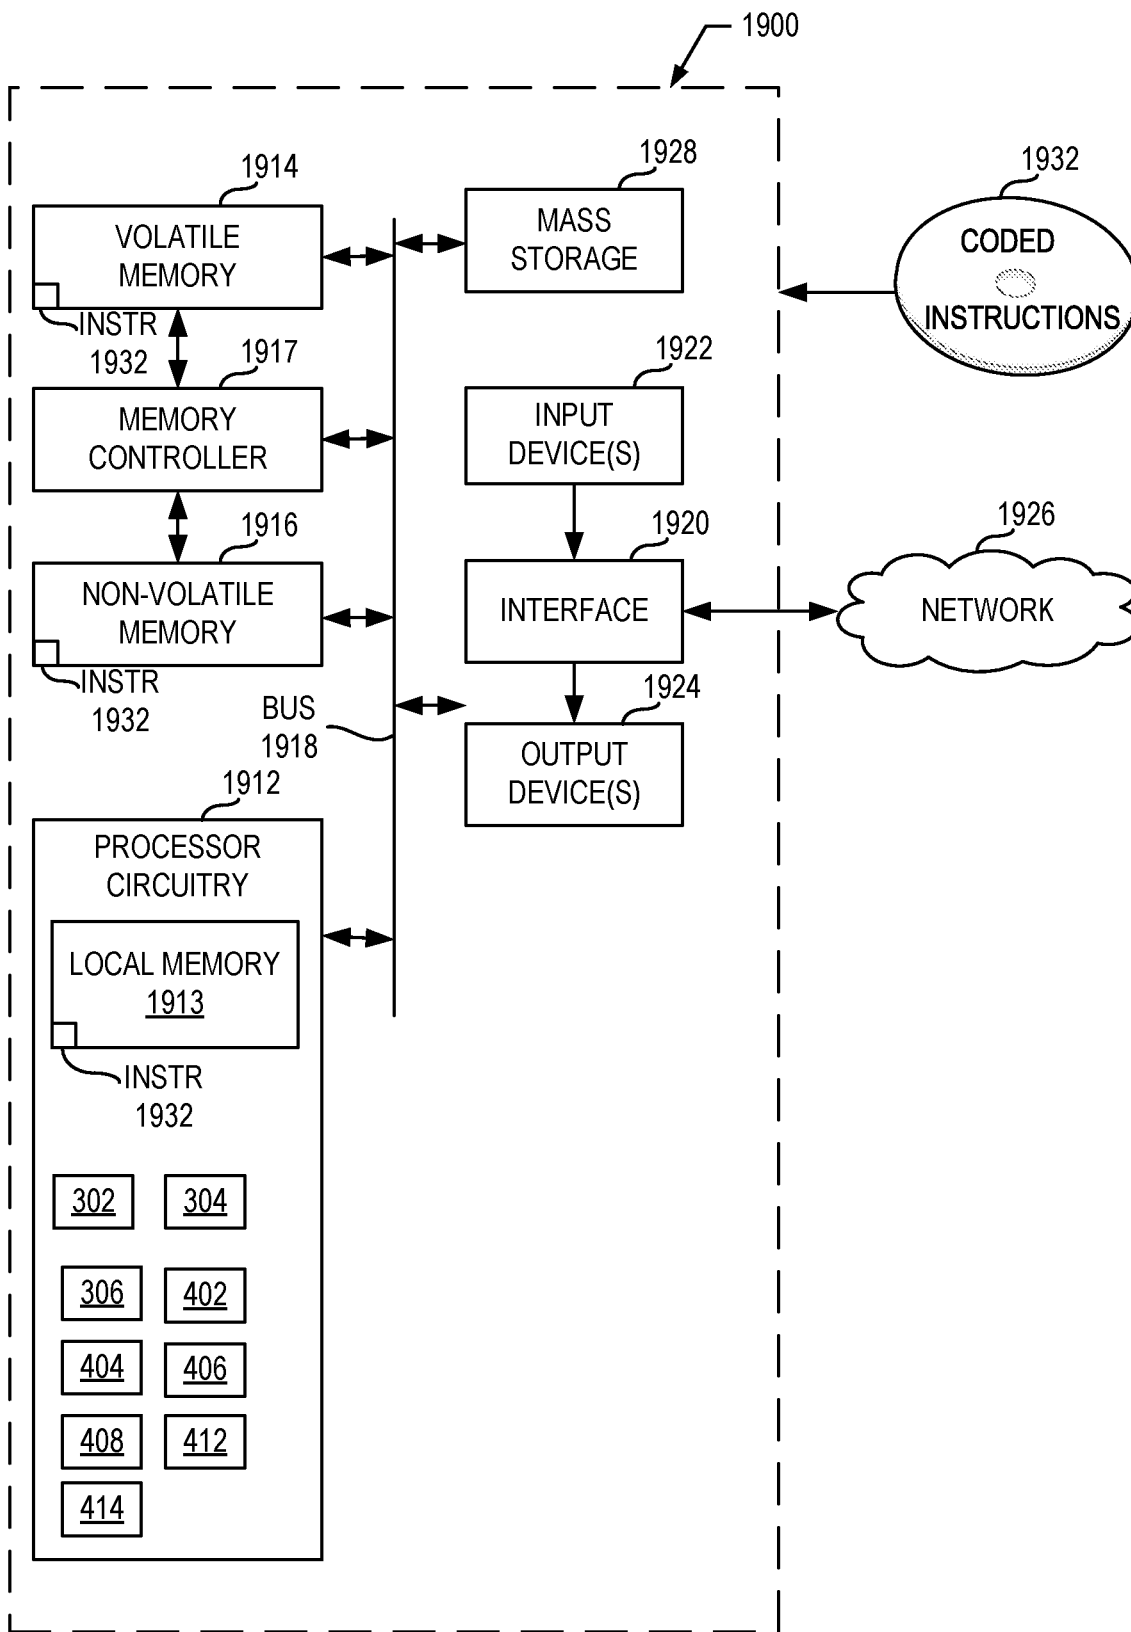 1900
1914
VOLATILE
MEMORY
INSTR
1932
1928
MASS
STORAGE
1932
CODED
INSTRUCTIONS
1917
MEMORY
CONTROLLER
1922
INPUT
DEVICE(S)
1916
NON-VOLATILE
MEMORY
INSTR
1932
1920
INTERFACE
1926
NETWORK
BUS
1918
1924
OUTPUT
DEVICE(S)
1912
PROCESSOR
CIRCUITRY
LOCAL MEMORY
1913
INSTR
1932
302
304
306
402
404
406
408
412
414